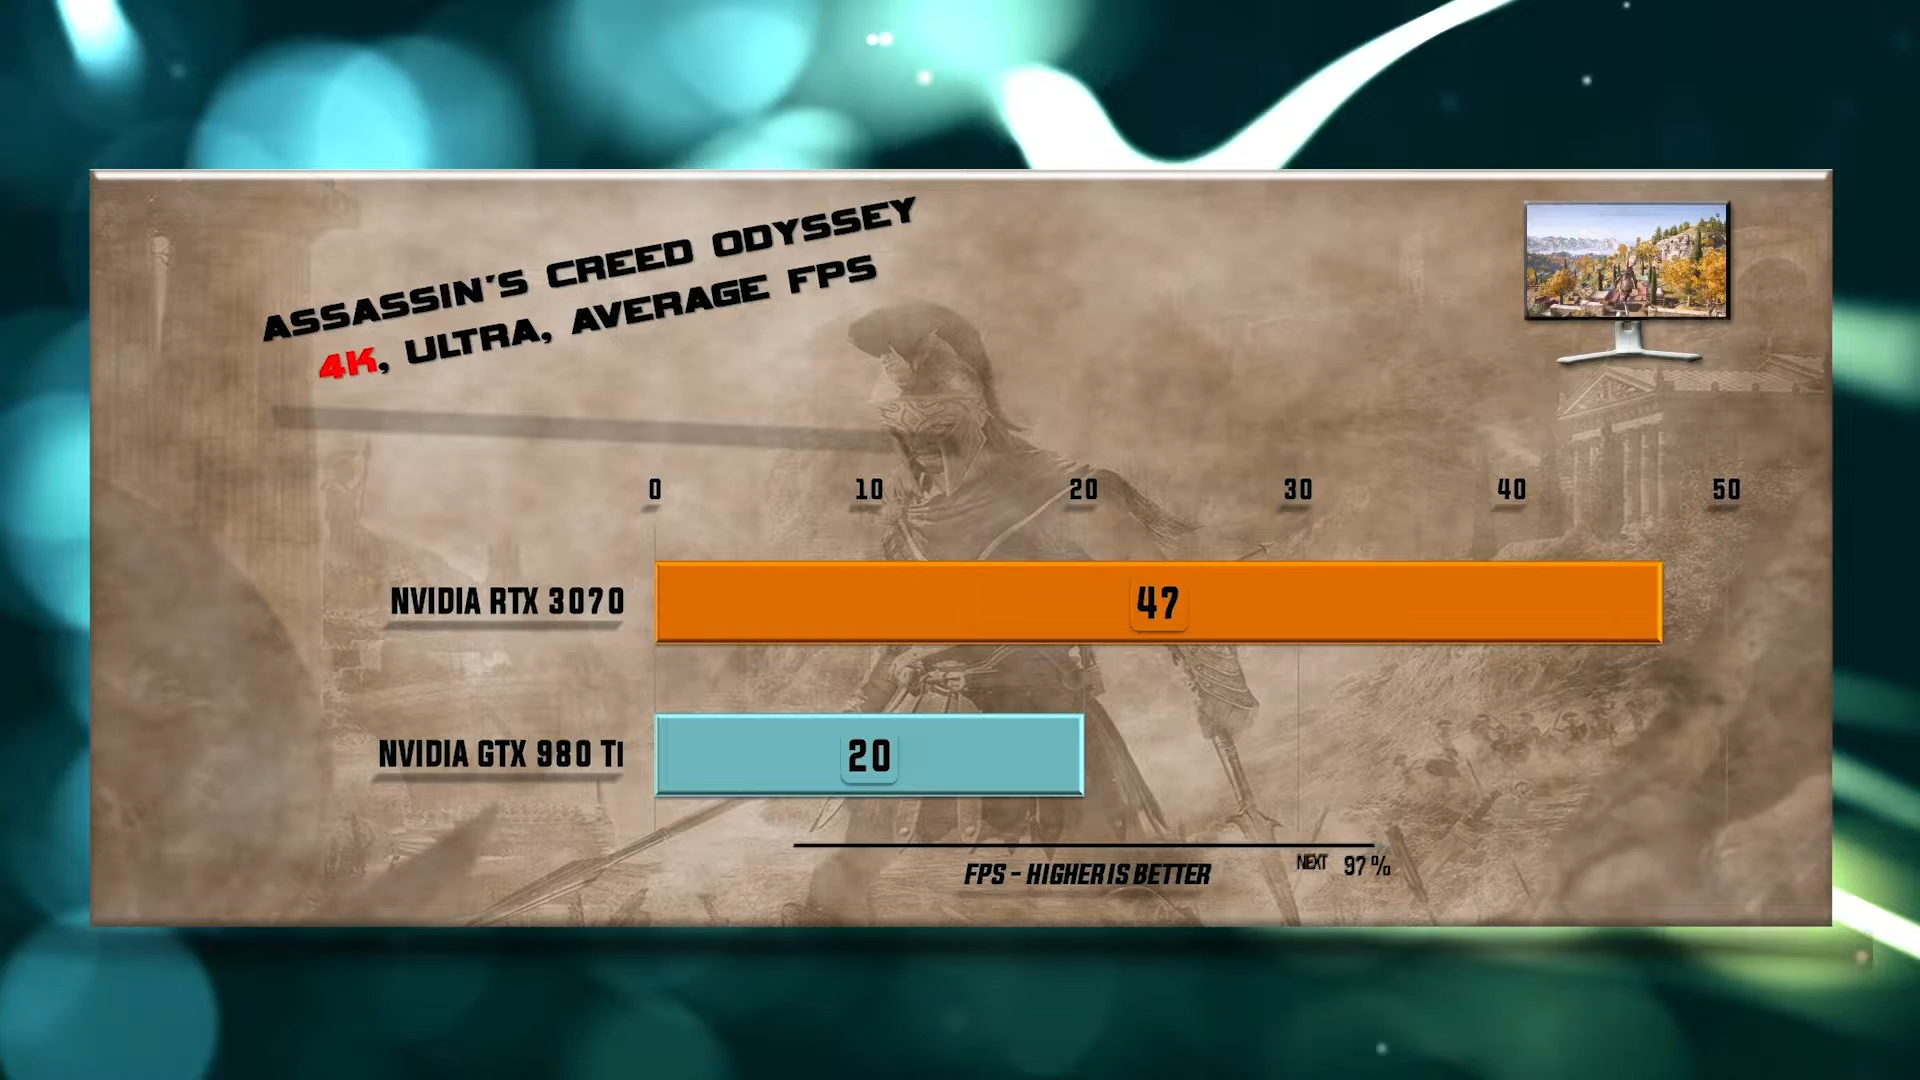 ASSASSIN'S CREED ODYSSEY
4K, ULTRA, AVERAGE FPS
0 10 20 30 40 50
NVIDIA RTX 3070 47
NVIDIA GTX 980 TI 20
FPS - HIGHER IS BETTER
NEXT 97 %